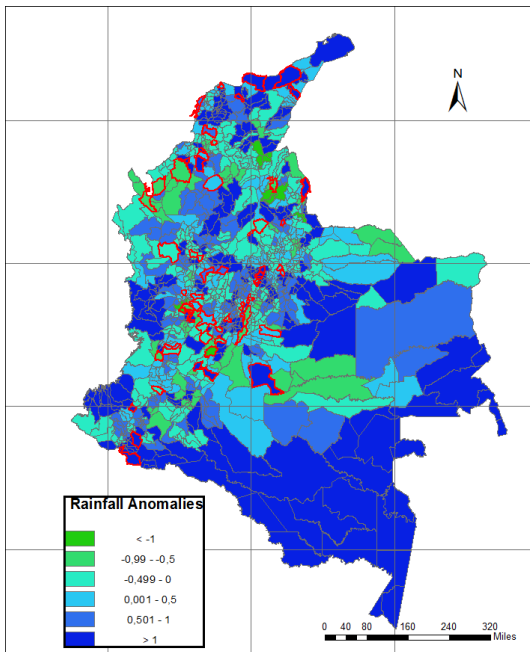 N
Rainfall Anomalies
< -1
-0,99 - -0,5
-0,499 - 0
0,001 - 0,5
0,501 - 1
> 1
0 40 80 160 240 320
Miles